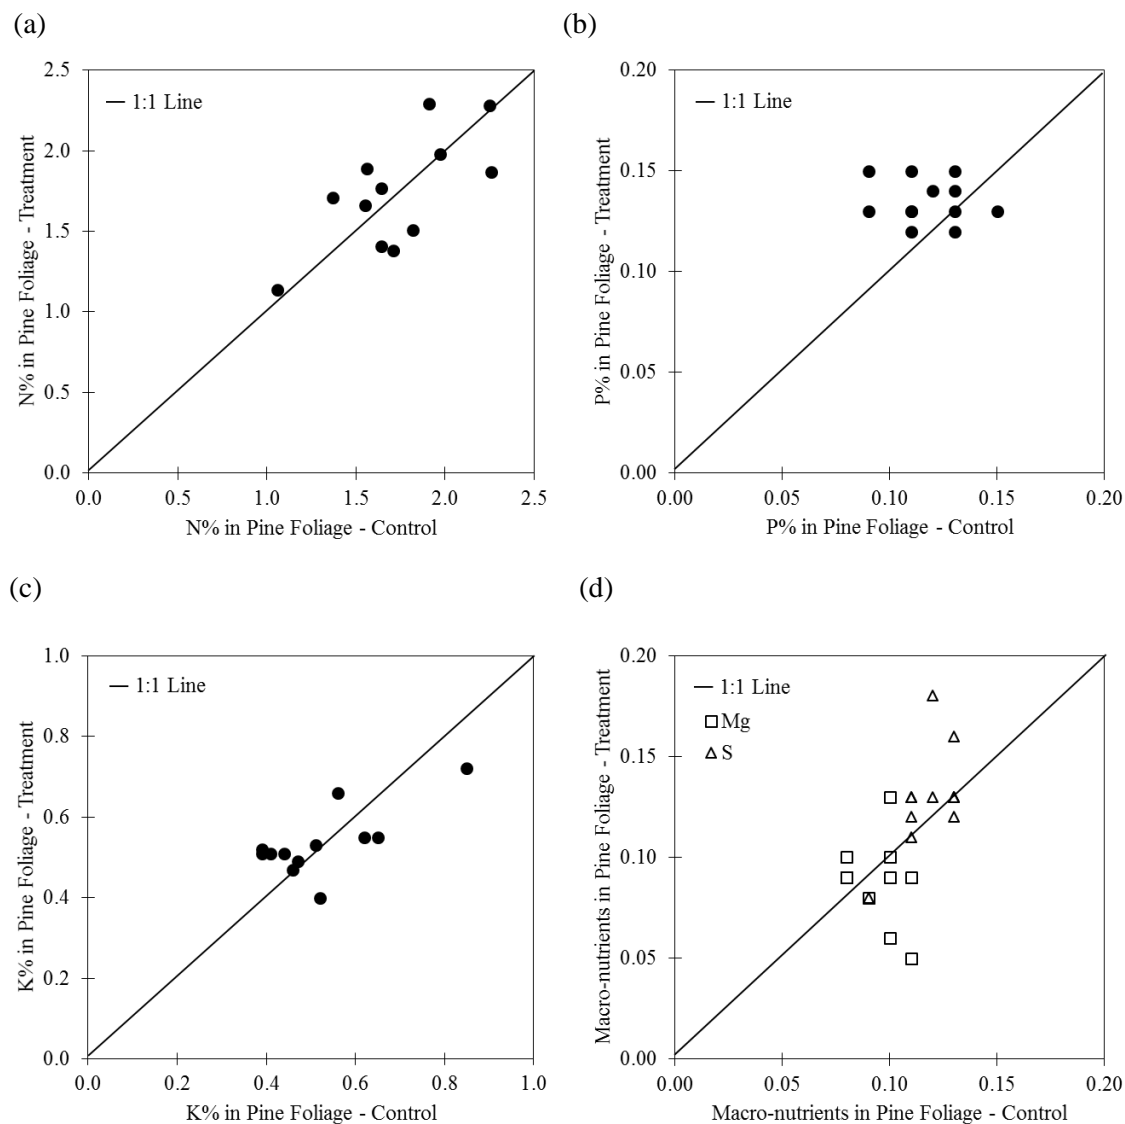 (a)
N% in Pine Foliage - Treatment
2.5
2.0
1.5
1.0
0.5
0.0
1:1 Line
0.0 0.5 1.0 1.5 2.0 2.5
N% in Pine Foliage - Control
(b)
P% in Pine Foliage - Treatment
0.20
0.15
0.10
0.05
0.00
1:1 Line
0.00 0.05 0.10 0.15 0.20
P% in Pine Foliage - Control
(c)
K% in Pine Foliage - Treatment
1.0
0.8
0.6
0.4
0.2
0.0
1:1 Line
0.0 0.2 0.4 0.6 0.8 1.0
K% in Pine Foliage - Control
(d)
Macro-nutrients in Pine Foliage - Treatment
0.20
0.15
0.10
0.05
0.00
1:1 Line
Mg
S
0.00 0.05 0.10 0.15 0.20
Macro-nutrients in Pine Foliage - Control